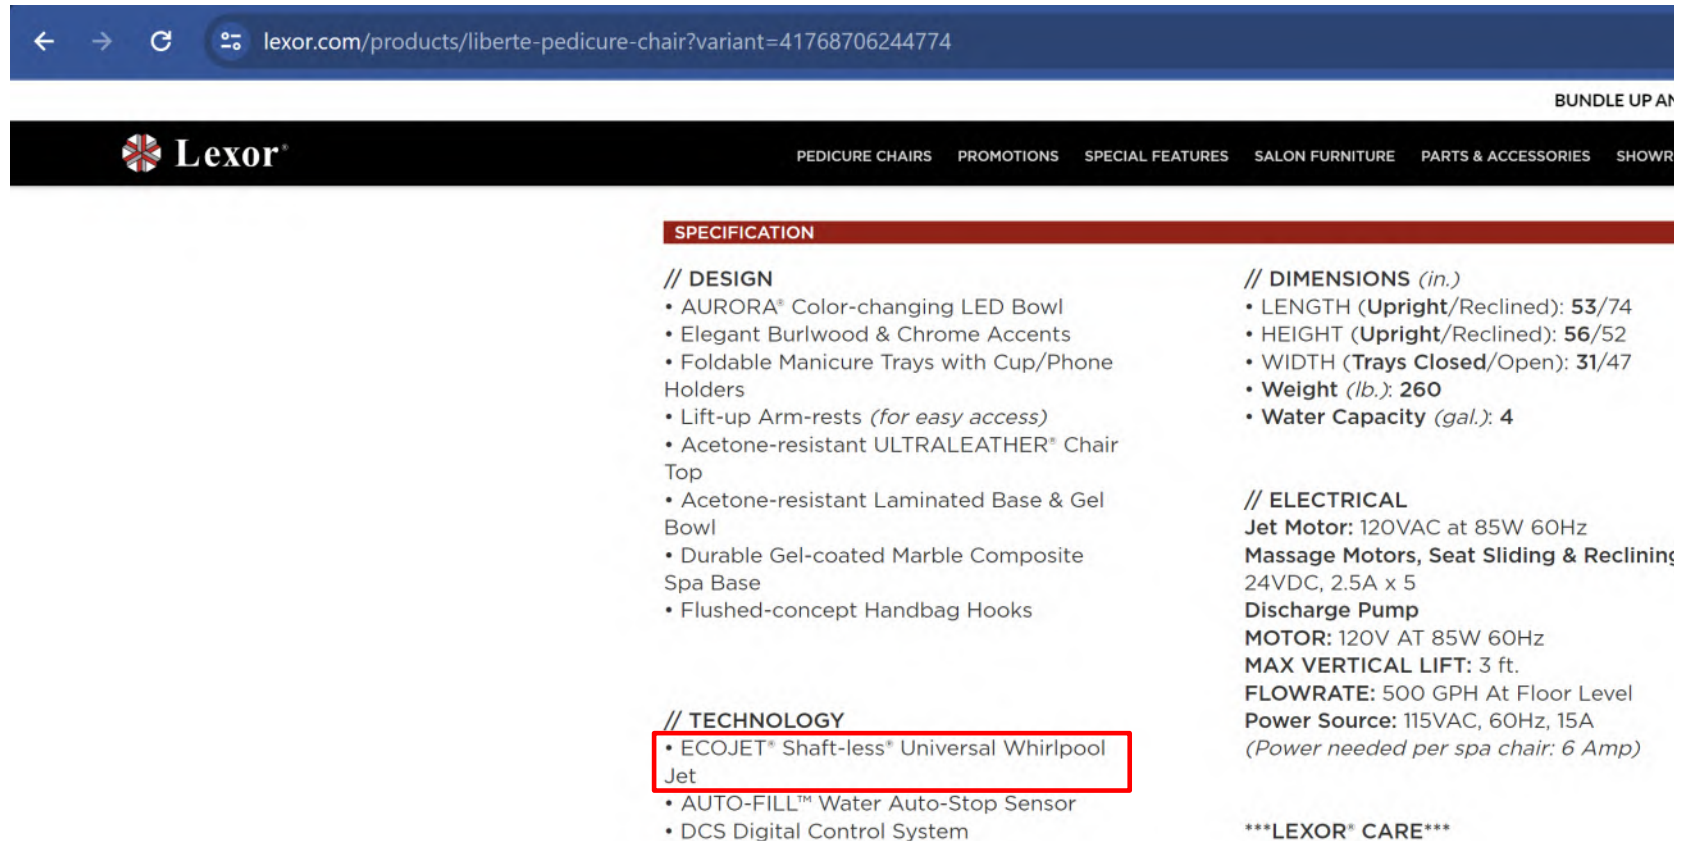 lexor.com/products/liberte-pedicure-chair?variant=41768706244774
BUNDLE UP AN
Lexor®
PEDICURE CHAIRS PROMOTIONS SPECIAL FEATURES SALON FURNITURE PARTS & ACCESSORIES SHOWR
SPECIFICATION
// DESIGN
• AURORA® Color-changing LED Bowl
• Elegant Burlwood & Chrome Accents
• Foldable Manicure Trays with Cup/Phone
Holders
• Lift-up Arm-rests (for easy access)
• Acetone-resistant ULTRALEATHER® Chair
Top
• Acetone-resistant Laminated Base & Gel
Bowl
• Durable Gel-coated Marble Composite
Spa Base
• Flushed-concept Handbag Hooks
// TECHNOLOGY
• ECOJET® Shaft-less® Universal Whirlpool
Jet
• AUTO-FILL™ Water Auto-Stop Sensor
• DCS Digital Control System
// DIMENSIONS (in.)
• LENGTH (Upright/Reclined): 53/74
• HEIGHT (Upright/Reclined): 56/52
• WIDTH (Trays Closed/Open): 31/47
• Weight (lb.): 260
• Water Capacity (gal.): 4
// ELECTRICAL
Jet Motor: 120VAC at 85W 60Hz
Massage Motors, Seat Sliding & Reclining
24VDC, 2.5A x 5
Discharge Pump
MOTOR: 120V AT 85W 60Hz
MAX VERTICAL LIFT: 3 ft.
FLOWRATE: 500 GPH At Floor Level
Power Source: 115VAC, 60Hz, 15A
(Power needed per spa chair: 6 Amp)
***LEXOR® CARE***